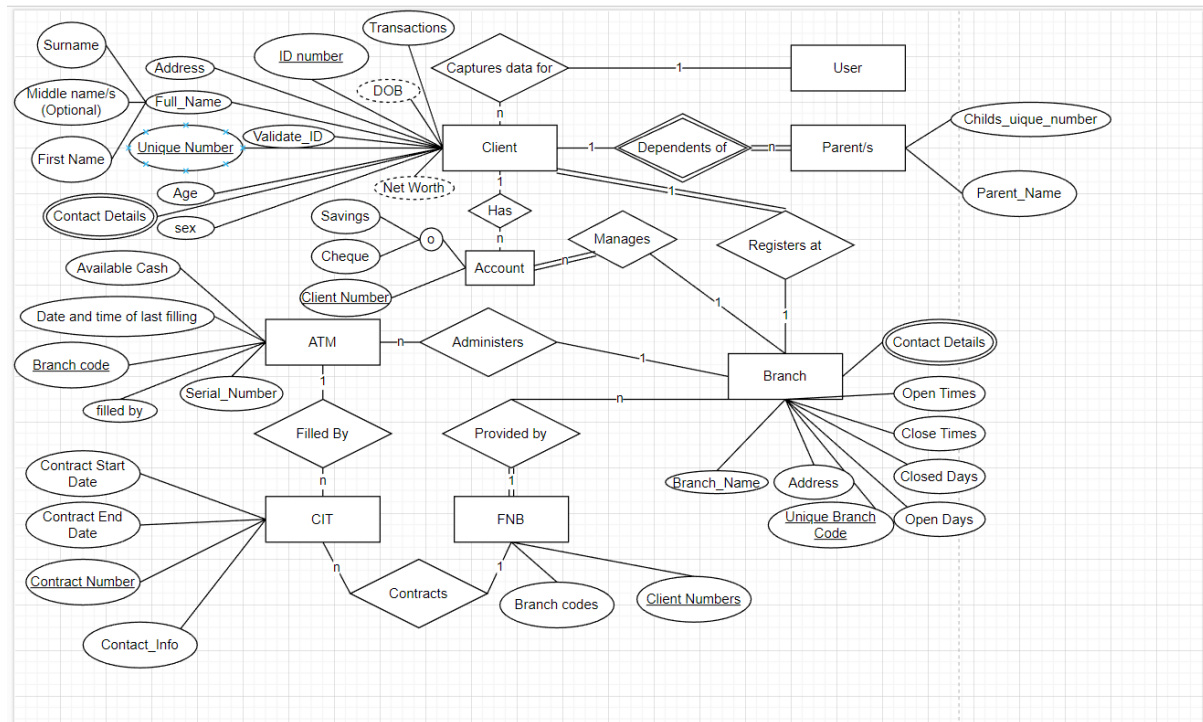 Transactions
Surname
ID number
Address
Captures data for
1
User
Middle name/s
(Optional)
Full_Name
DOB
n
Childs_uique_number
Unique Number
Validate_ID
Client
1
Dependents of
n
Parent/s
First Name
Age
Net Worth
1
1
Parent_Name
Contact Details
sex
Savings
Has
Manages
Registers at
o
n
Cheque
n
Available Cash
Account
Client Number
1
1
Date and time of last filling
ATM
n
Administers
1
Contact Details
Branch code
Branch
1
Serial_Number
Open Times
filled by
n
Filled By
Provided by
Close Times
Contract Start
Date
Closed Days
n
1
Branch_Name
Address
Contract End
Date
CIT
FNB
Unique Branch
Code
Open Days
n
1
Contract Number
Contracts
Branch codes
Client Numbers
Contact_Info